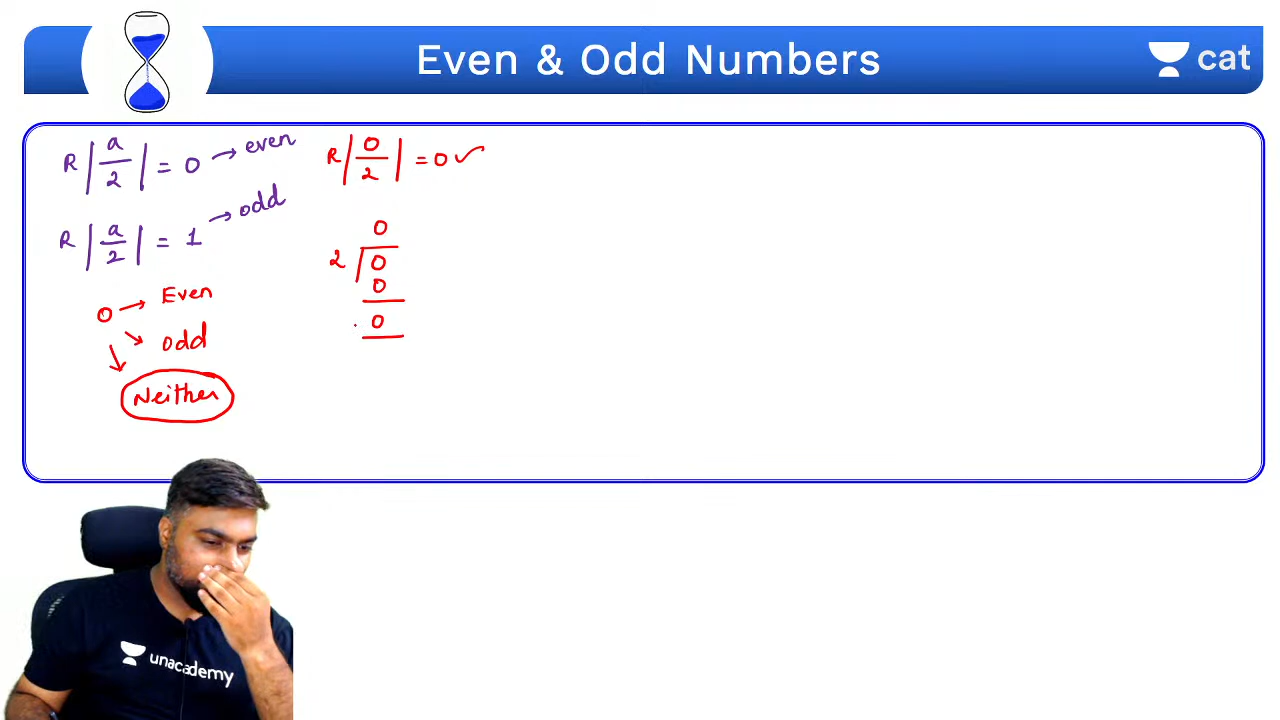 Even & Odd Numbers
cat
R |a/2| = 0 → even
R |a/2| = 1 → odd
0 → Even
↘ odd
↓ Neither
R |0/2| = 0 ✓
0
2 | 0
0
0
unacademy